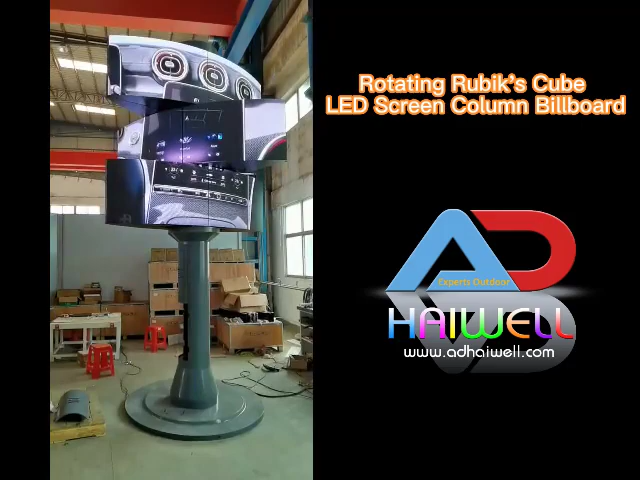 Rotating Rubik's Cube
LED Screen Column Billboard
AD
Experts Outdoor
HAIWELL
www.adhaiwell.com